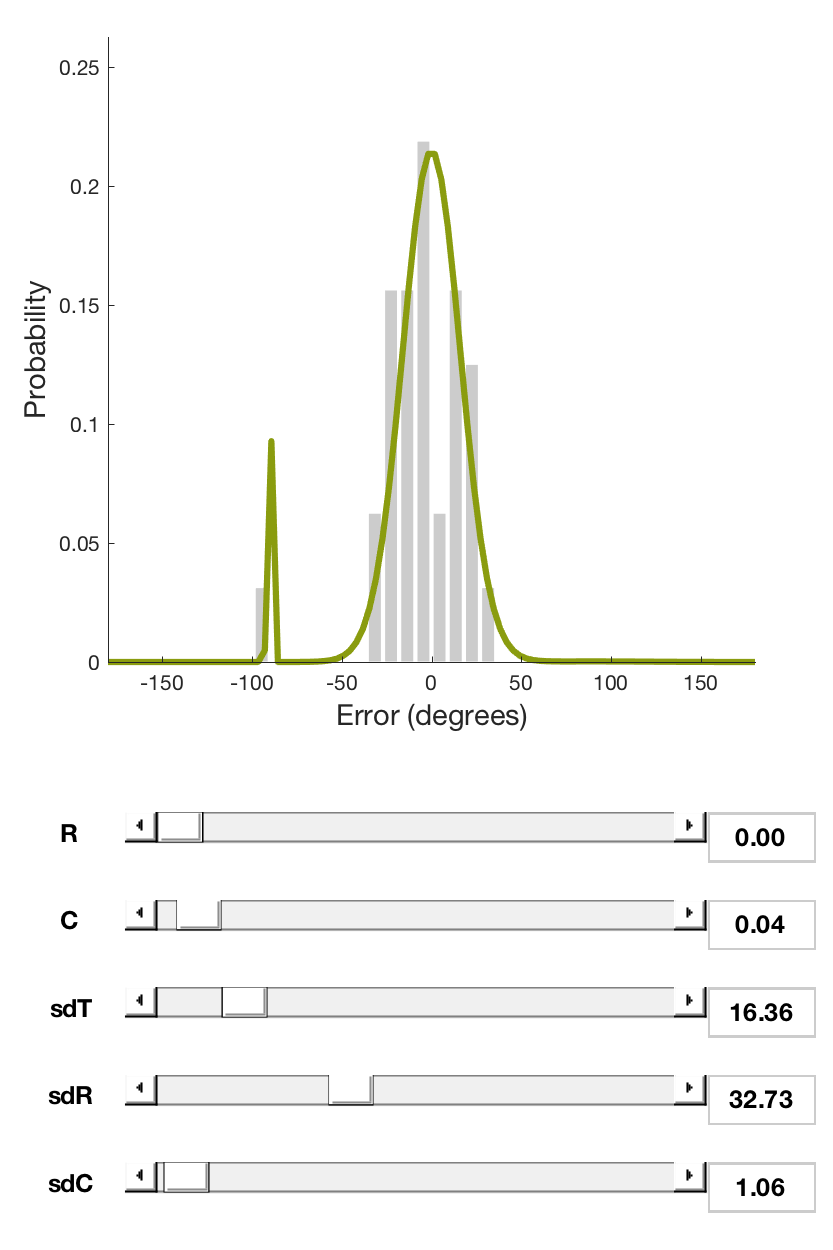 0.25
0.2
0.15
0.1
0.05
0
Probability
-150 -100 -50 0 50 100 150
Error (degrees)
R 0.00
C 0.04
sdT 16.36
sdR 32.73
sdC 1.06